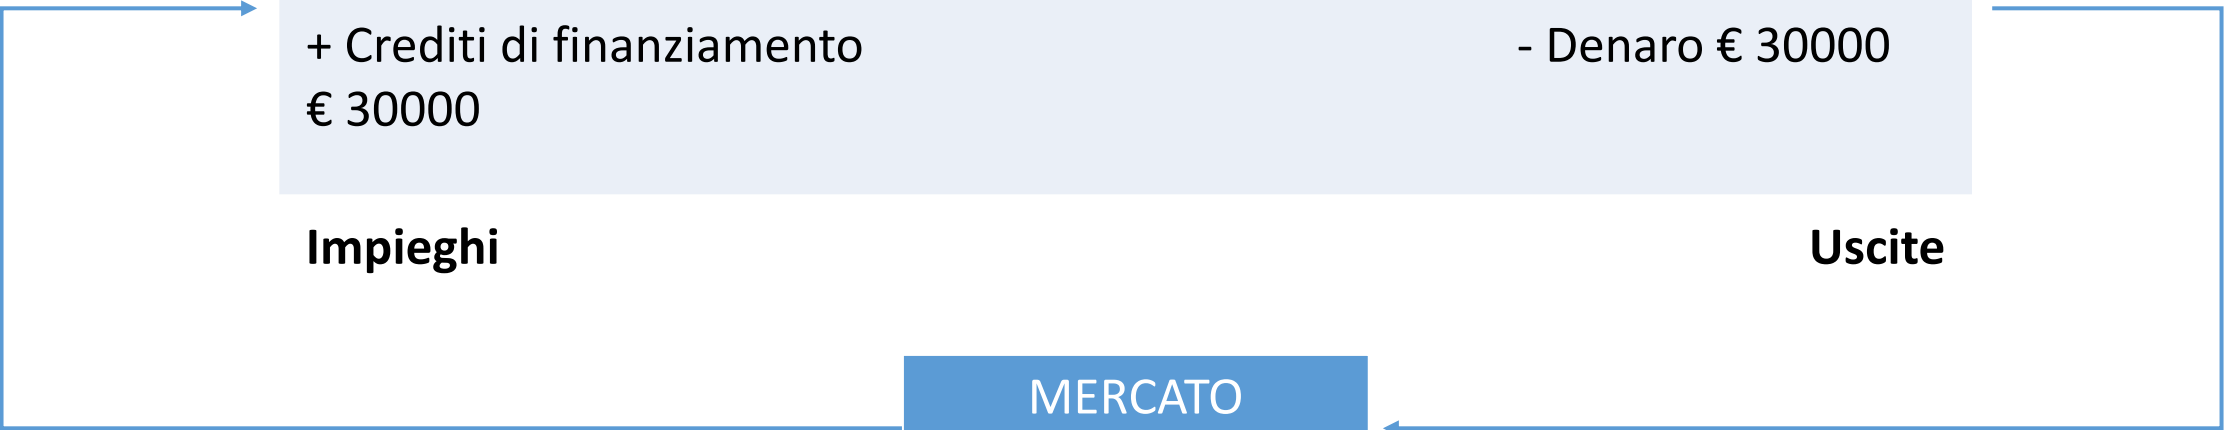 + Crediti di finanziamento
€ 30000
- Denaro € 30000
Impieghi
Uscite
MERCATO